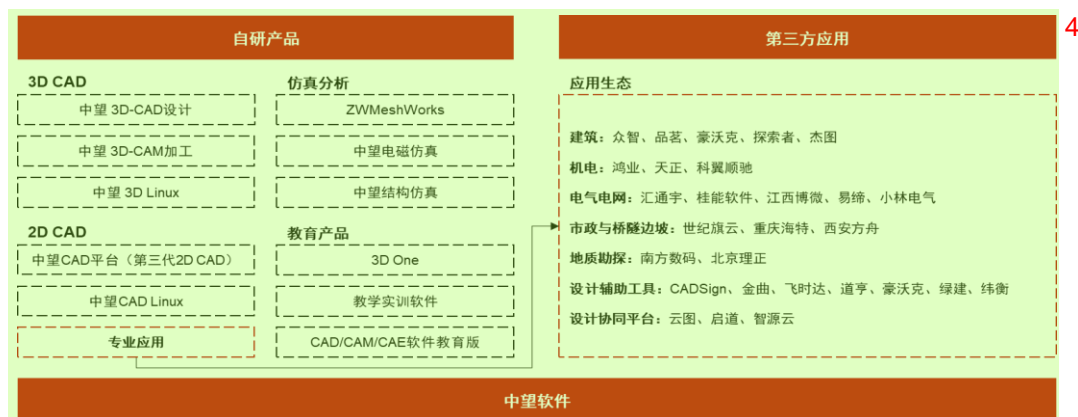 自研产品
3D CAD
中望 3D-CAD设计
中望 3D-CAM加工
中望 3D Linux
仿真分析
ZWMeshWorks
中望电磁仿真
中望结构仿真
2D CAD
中望CAD平台（第三代2D CAD）
中望CAD Linux
专业应用
教育产品
3D One
教学实训软件
CAD/CAM/CAE软件教育版
第三方应用
4
应用生态
建筑：众智、品茗、豪沃克、探索者、杰图
机电：鸿业、天正、科翼顺驰
电气电网：汇通宇、桂能软件、江西博微、易缔、小林电气
市政与桥隧边坡：世纪旗云、重庆海特、西安方舟
地质勘探：南方数码、北京理正
设计辅助工具：CADSign、金曲、飞时达、道亨、豪沃克、绿建、纬衡
设计协同平台：云图、启道、智源云
中望软件